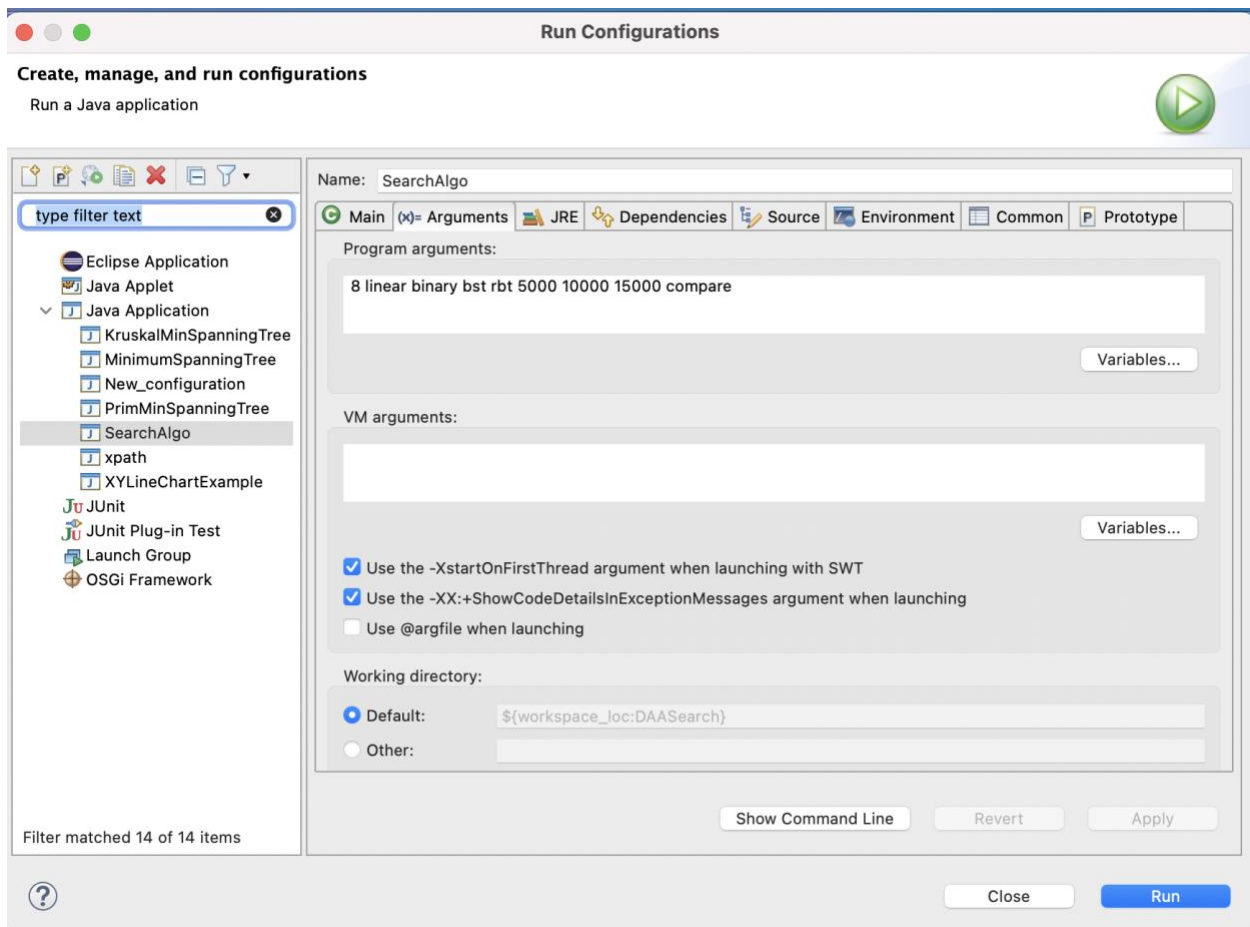 Run Configurations
Create, manage, and run configurations
Run a Java application
type filter text
Eclipse Application
Java Applet
Java Application
KruskalMinSpanningTree
MinimumSpanningTree
New_configuration
PrimMinSpanningTree
SearchAlgo
xpath
XYLineChartExample
JUnit
JUnit Plug-in Test
Launch Group
OSGi Framework
Filter matched 14 of 14 items
Name: SearchAlgo
Main (x)= Arguments JRE Dependencies Source Environment Common Prototype
Program arguments:
8 linear binary bst rbt 5000 10000 15000 compare
Variables...
VM arguments:
Variables...
Use the -XstartOnFirstThread argument when launching with SWT
Use the -XX:+ShowCodeDetailsInExceptionMessages argument when launching
Use @argfile when launching
Working directory:
Default: ${workspace_loc:DAASearch}
Other:
Show Command Line Revert Apply
Close Run